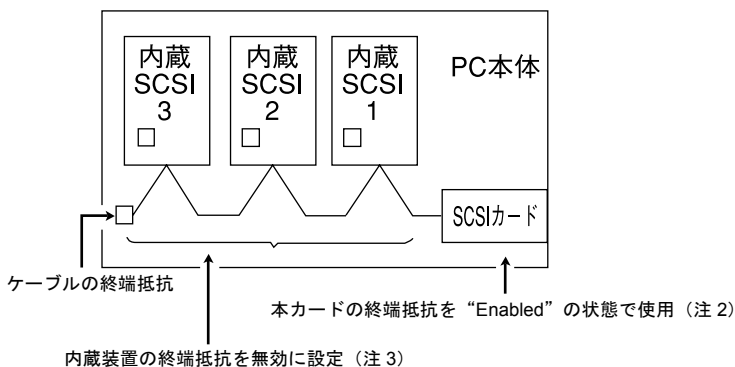 内蔵
SCSI
3
内蔵
SCSI
2
内蔵
SCSI
1
PC本体
SCSIカード
ケーブルの終端抵抗
本カードの終端抵抗を“Enabled”の状態で使用（注2）
内蔵装置の終端抵抗を無効に設定（注3）